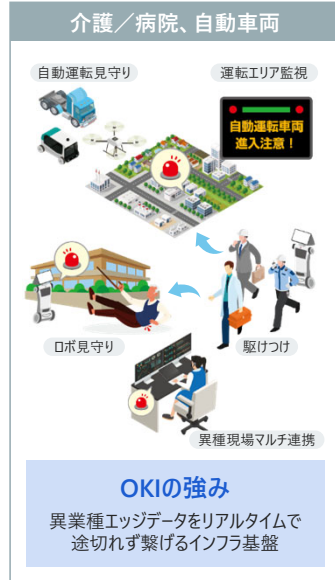 介護／病院、自動車両
自動運転見守り
運転エリア監視
自動運転車両
進入注意！
ロボ見守り
駆けつけ
異種現場マルチ連携
OKIの強み
異業種エッジデータをリアルタイムで
途切れず繋げるインフラ基盤